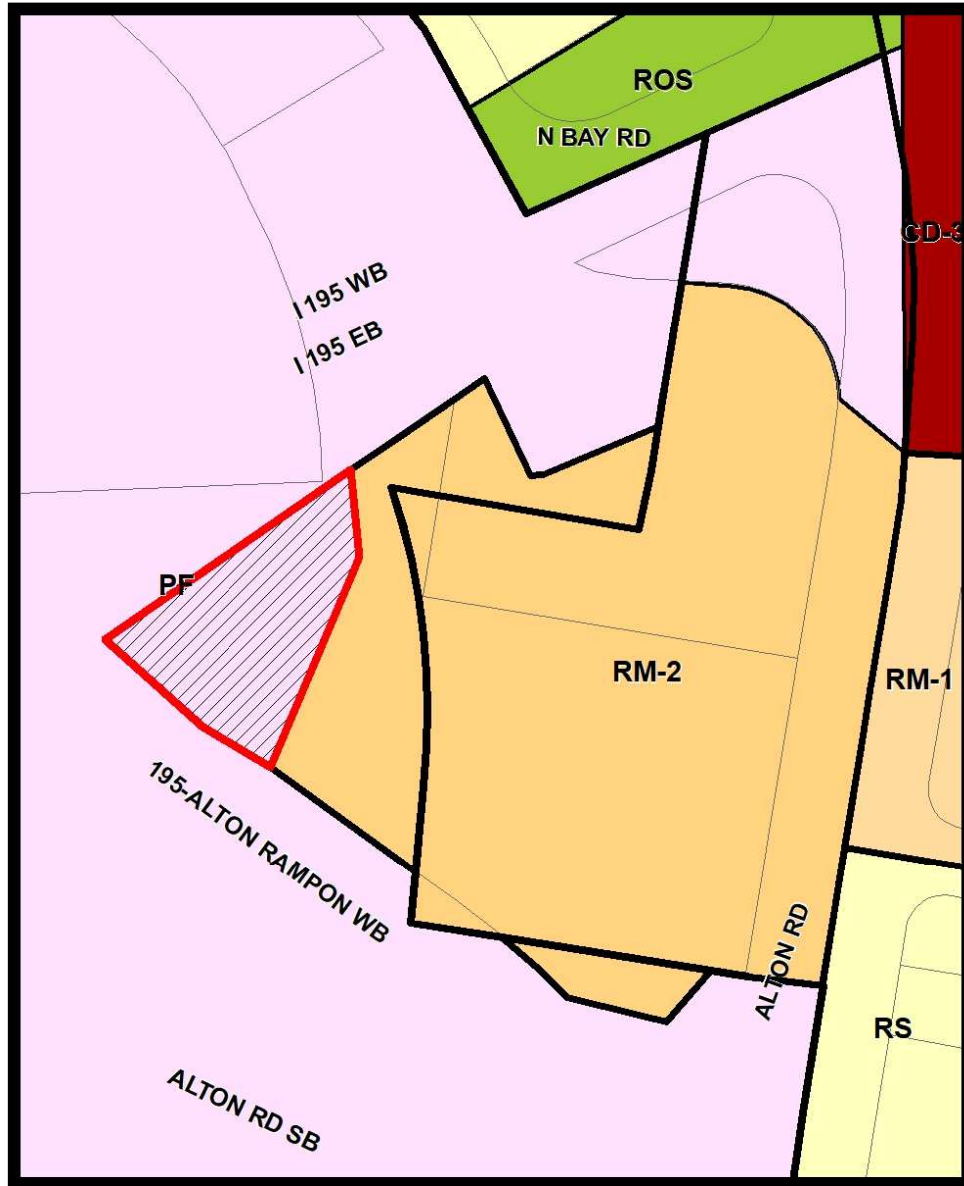 ROS
N BAY RD
CD-3
I 195 WB
I 195 EB
PF
RM-2
RM-1
195-ALTON RAMPON WB
ALTON RD
RS
ALTON RD SB